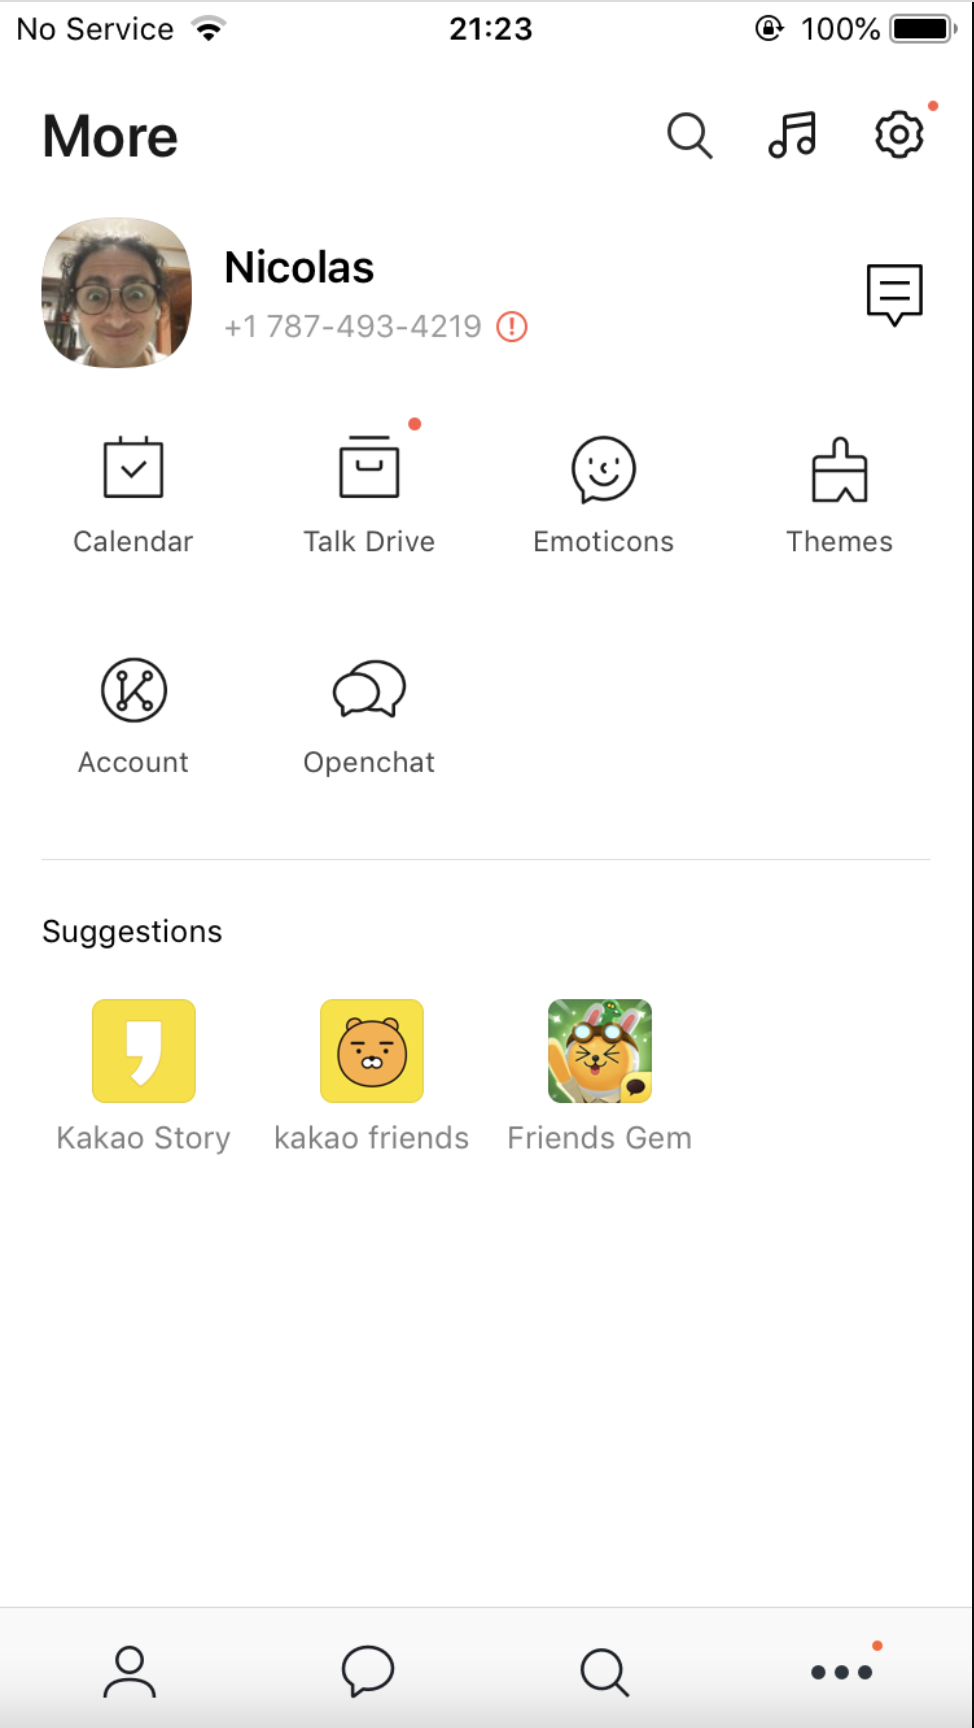 No Service 21:23 100%
More
Nicolas
+1 787-493-4219
Calendar Talk Drive Emoticons Themes
Account Openchat
Suggestions
Kakao Story kakao friends Friends Gem